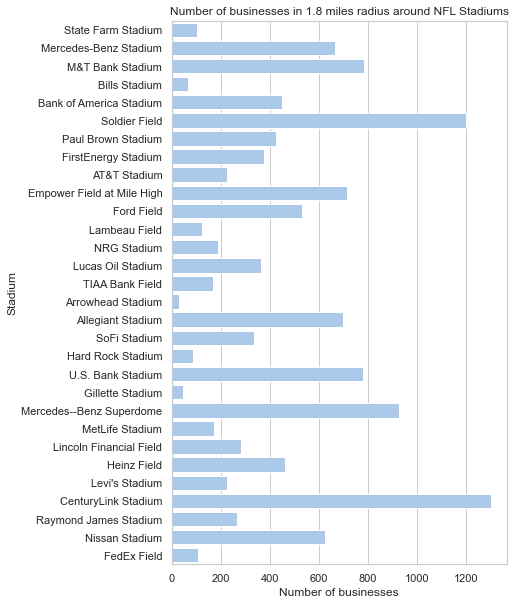 Number of businesses in 1.8 miles radius around NFL Stadiums
State Farm Stadium
Mercedes-Benz Stadium
M&T Bank Stadium
Bills Stadium
Bank of America Stadium
Soldier Field
Paul Brown Stadium
FirstEnergy Stadium
AT&T Stadium
Empower Field at Mile High
Ford Field
Lambeau Field
NRG Stadium
Lucas Oil Stadium
TIAA Bank Field
Arrowhead Stadium
Allegiant Stadium
SoFi Stadium
Hard Rock Stadium
U.S. Bank Stadium
Gillette Stadium
Mercedes--Benz Superdome
MetLife Stadium
Lincoln Financial Field
Heinz Field
Levi's Stadium
CenturyLink Stadium
Raymond James Stadium
Nissan Stadium
FedEx Field
Stadium
0 200 400 600 800 1000 1200
Number of businesses